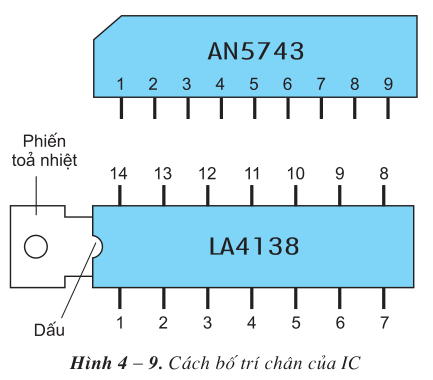 AN5743
1 2 3 4 5 6 7 8 9
Phiến
toả nhiệt
14 13 12 11 10 9 8
LA4138
Dấu
1 2 3 4 5 6 7
Hình 4 – 9. Cách bố trí chân của IC